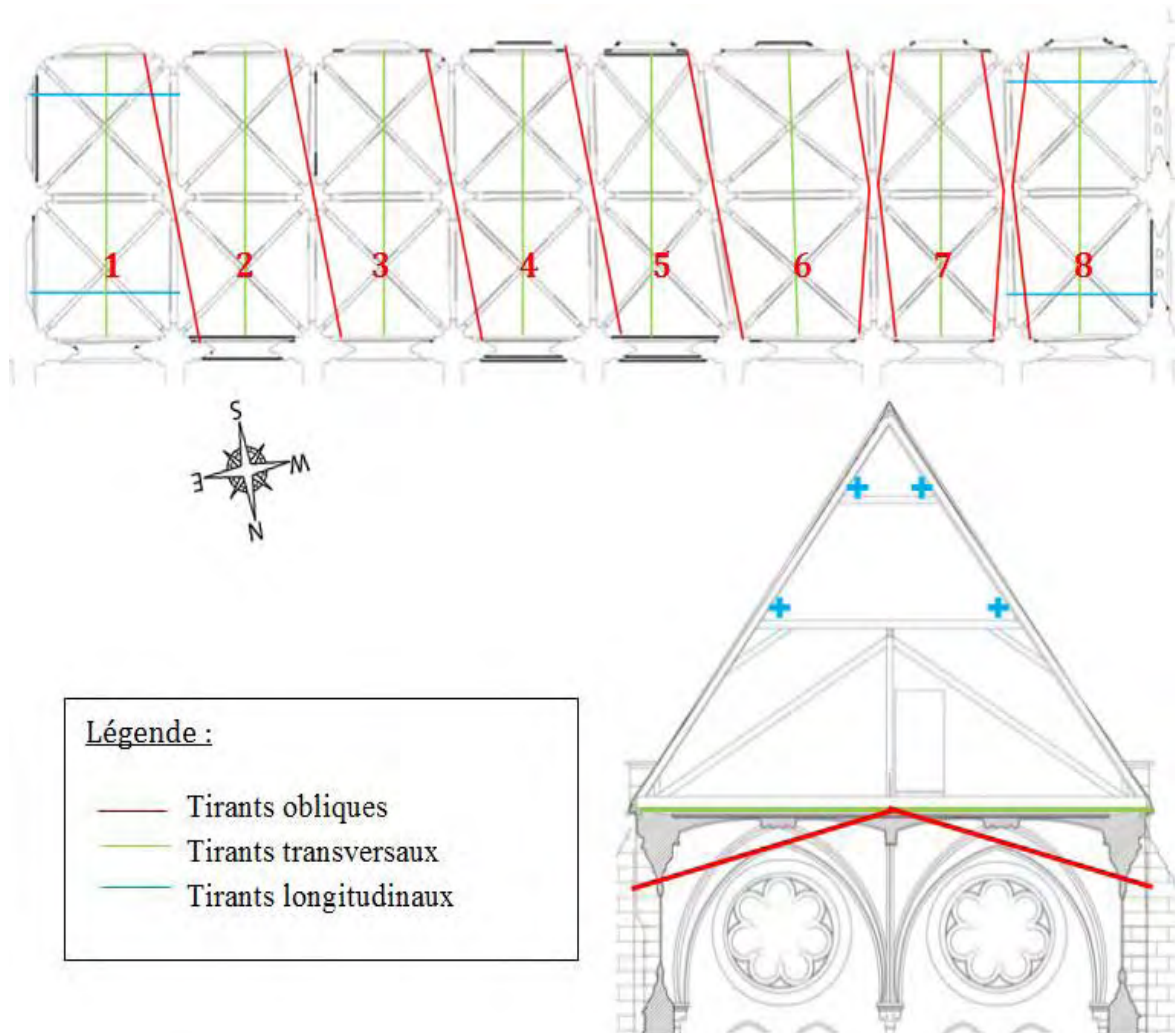 1 2 3 4 5 6 7 8
S
E W
N
Légende :
Tirants obliques
Tirants transversaux
Tirants longitudinaux